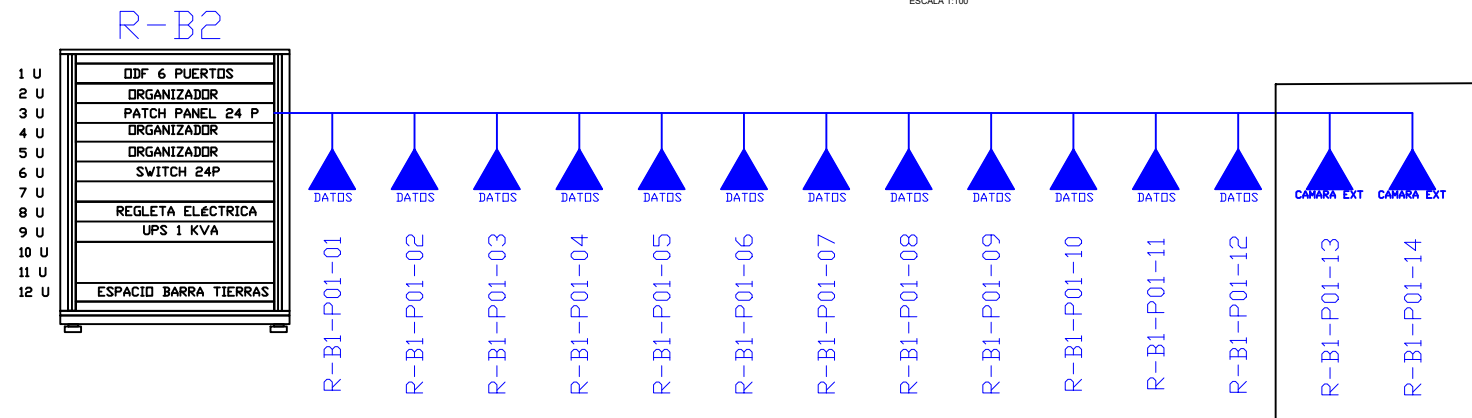 ESCALA 1:100
R-B2
1 U ODF 6 PUERTOS
2 U ORGANIZADOR
3 U PATCH PANEL 24 P
4 U ORGANIZADOR
5 U ORGANIZADOR
6 U SWITCH 24P
7 U
8 U REGLETA ELéCTRICA
9 U UPS 1 KVA
10 U
11 U
12 U ESPACIO BARRA TIERRAS
DATOS DATOS DATOS DATOS DATOS DATOS DATOS DATOS DATOS DATOS DATOS DATOS CAMARA EXT CAMARA EXT
R-B1-P01-01
R-B1-P01-02
R-B1-P01-03
R-B1-P01-04
R-B1-P01-05
R-B1-P01-06
R-B1-P01-07
R-B1-P01-08
R-B1-P01-09
R-B1-P01-10
R-B1-P01-11
R-B1-P01-12
R-B1-P01-13
R-B1-P01-14